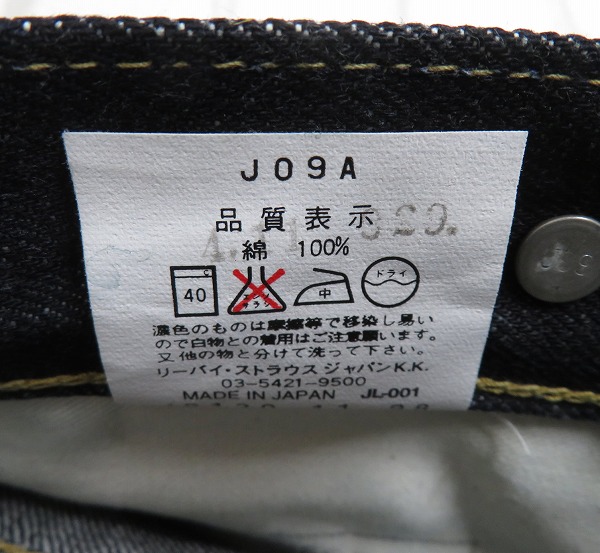 J09A
品質表示
綿 100%
40 中 ドライ
濃色のものは摩擦等で移染し易い
ので白物との着用はご注意願います
又他の物と分けて洗って下さい。
リーバイ・ストラウス ジャパンK.K.
03-5421-9500
MADE IN JAPAN JL-001
J09